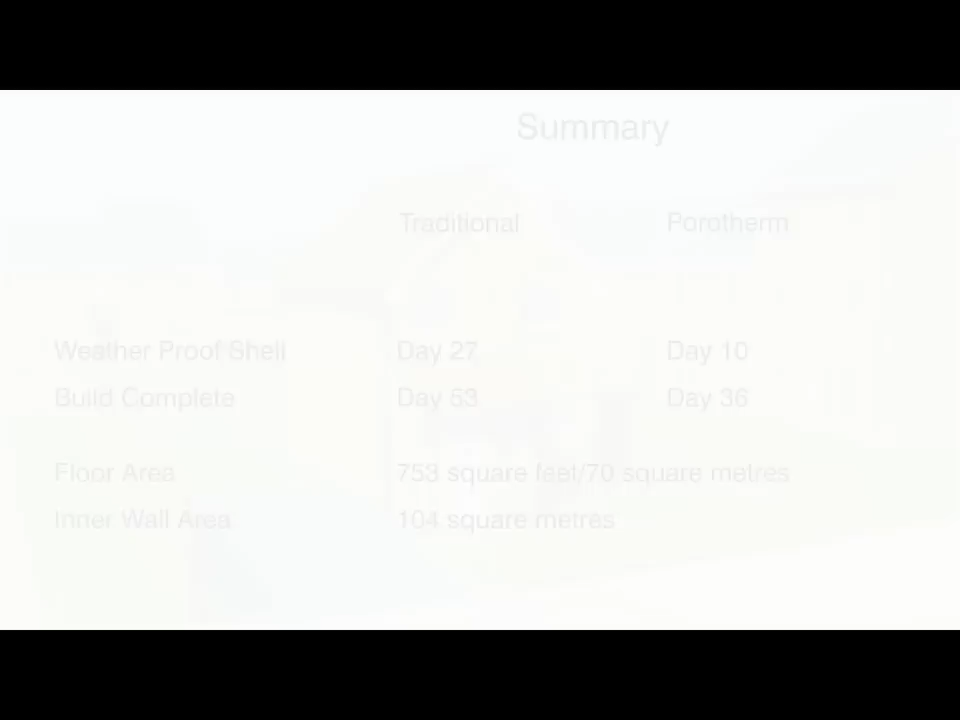 Summary
Traditional Porotherm
Weather Proof Shell Day 27 Day 10
Build Complete Day 53 Day 36
Floor Area 753 square feet/70 square metres
Inner Wall Area 104 square metres